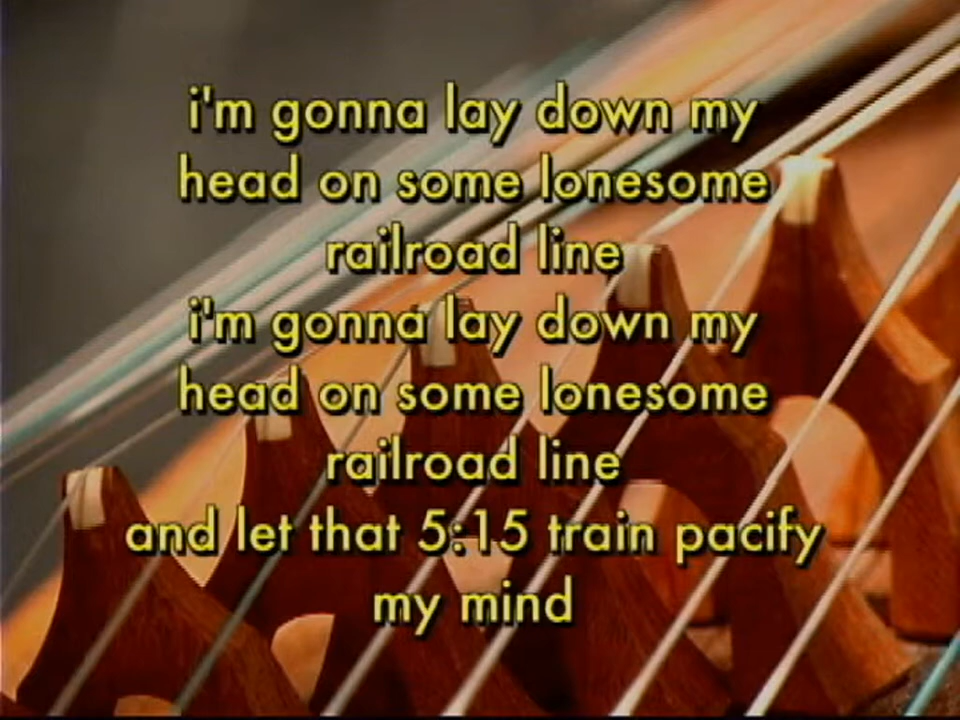 i'm gonna lay down my
head on some lonesome
railroad line
i'm gonna lay down my
head on some lonesome
railroad line
and let that 5:15 train pacify
my mind